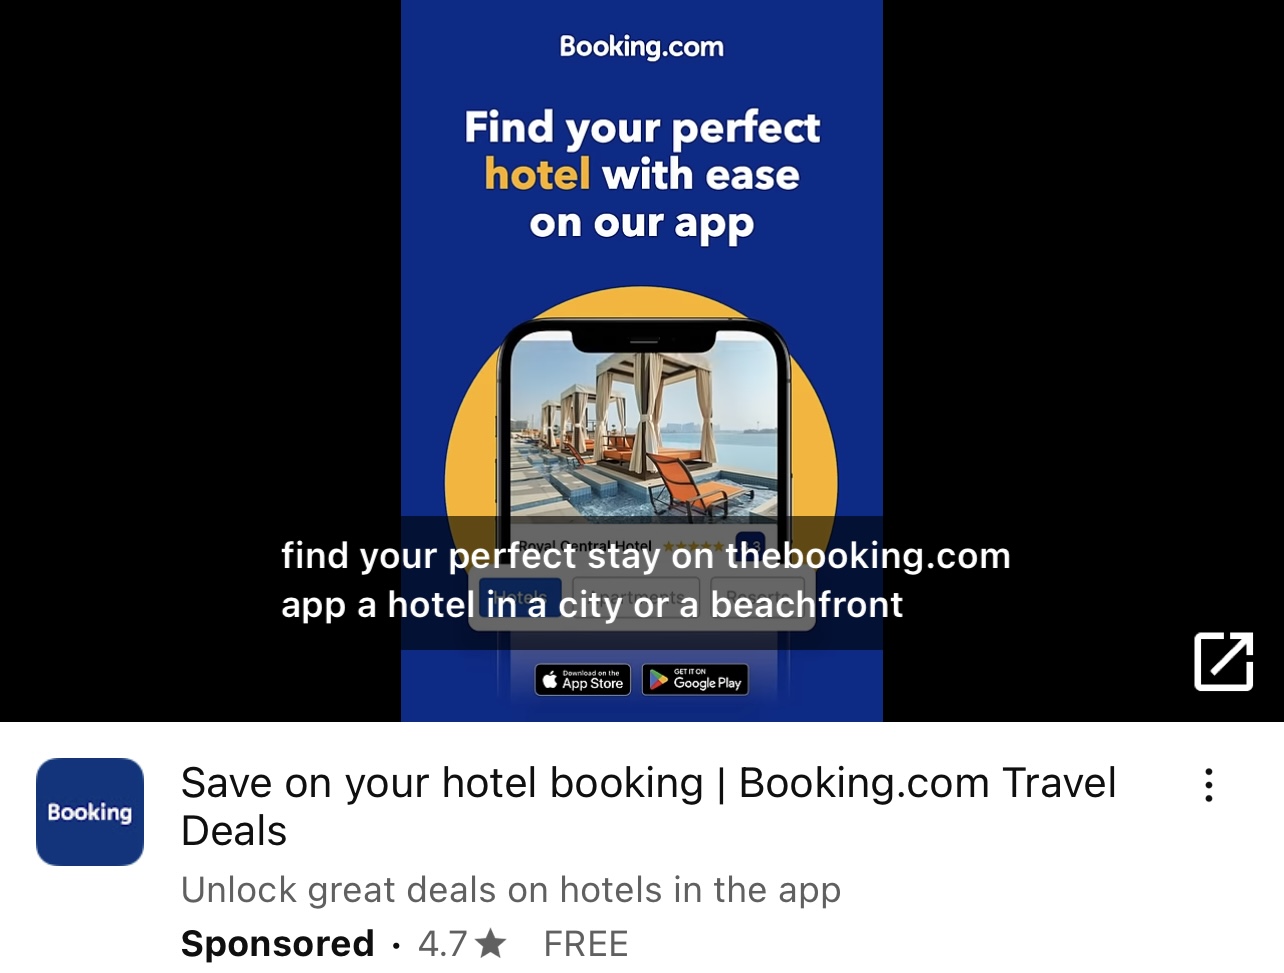 Booking.com
Find your perfect
hotel with ease
on our app
Royal Central Hotel
find your perfect stay on thebooking.com
app a hotel in a city or a beachfront
Hotels Apartments Resorts
Download on the
App Store
GET IT ON
Google Play
Booking
Save on your hotel booking | Booking.com Travel
Deals
Unlock great deals on hotels in the app
Sponsored · 4.7★ FREE